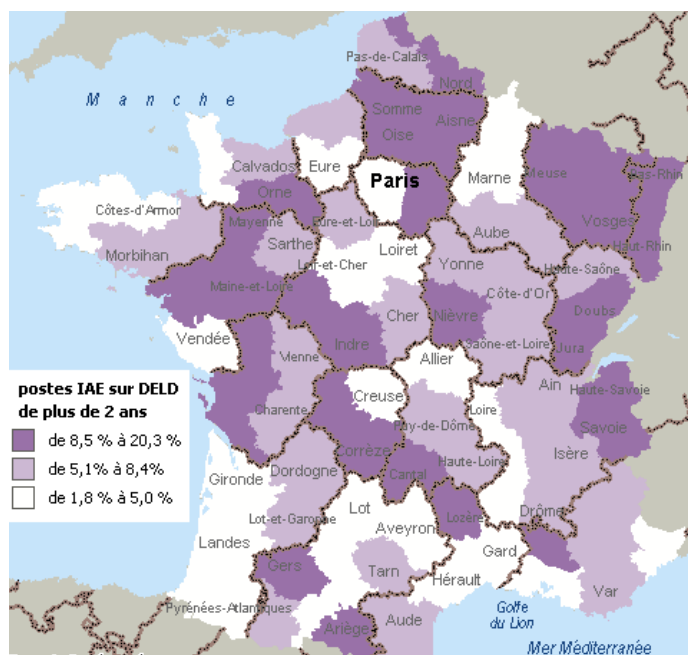 Pas-de-Calais
Nord
M a n c h e
Somme
Aisne
Oise
Calvados
Eure
Paris
Marne
Meuse
Bas-Rhin
Orne
Côtes-d'Armor
Mayenne
Eure-et-Loir
Vosges
Aube
Morbihan
Sarthe
Loiret
Haut-Rhin
Loir-et-Cher
Yonne
Haute-Saône
Maine-et-Loire
Côte-d'Or
Cher
Nièvre
Doubs
Vendée
Indre
Saône-et-Loire
Jura
Vienne
Allier
Ain
postes IAE sur DELD
de plus de 2 ans
Creuse
Loire
Haute-Savoie
Charente
Puy-de-Dôme
Savoie
de 8,5 % à 20,3 %
Corrèze
Isère
de 5,1% à 8,4%
Dordogne
Cantal
Haute-Loire
Gironde
de 1,8 % à 5,0 %
Lot
Drôme
Lot-et-Garonne
Lozère
Aveyron
Landes
Gard
Gers
Tarn
Hérault
Var
Pyrénées-Atlantiques
Golfe
du Lion
Aude
Ariège
Mer Méditerranée